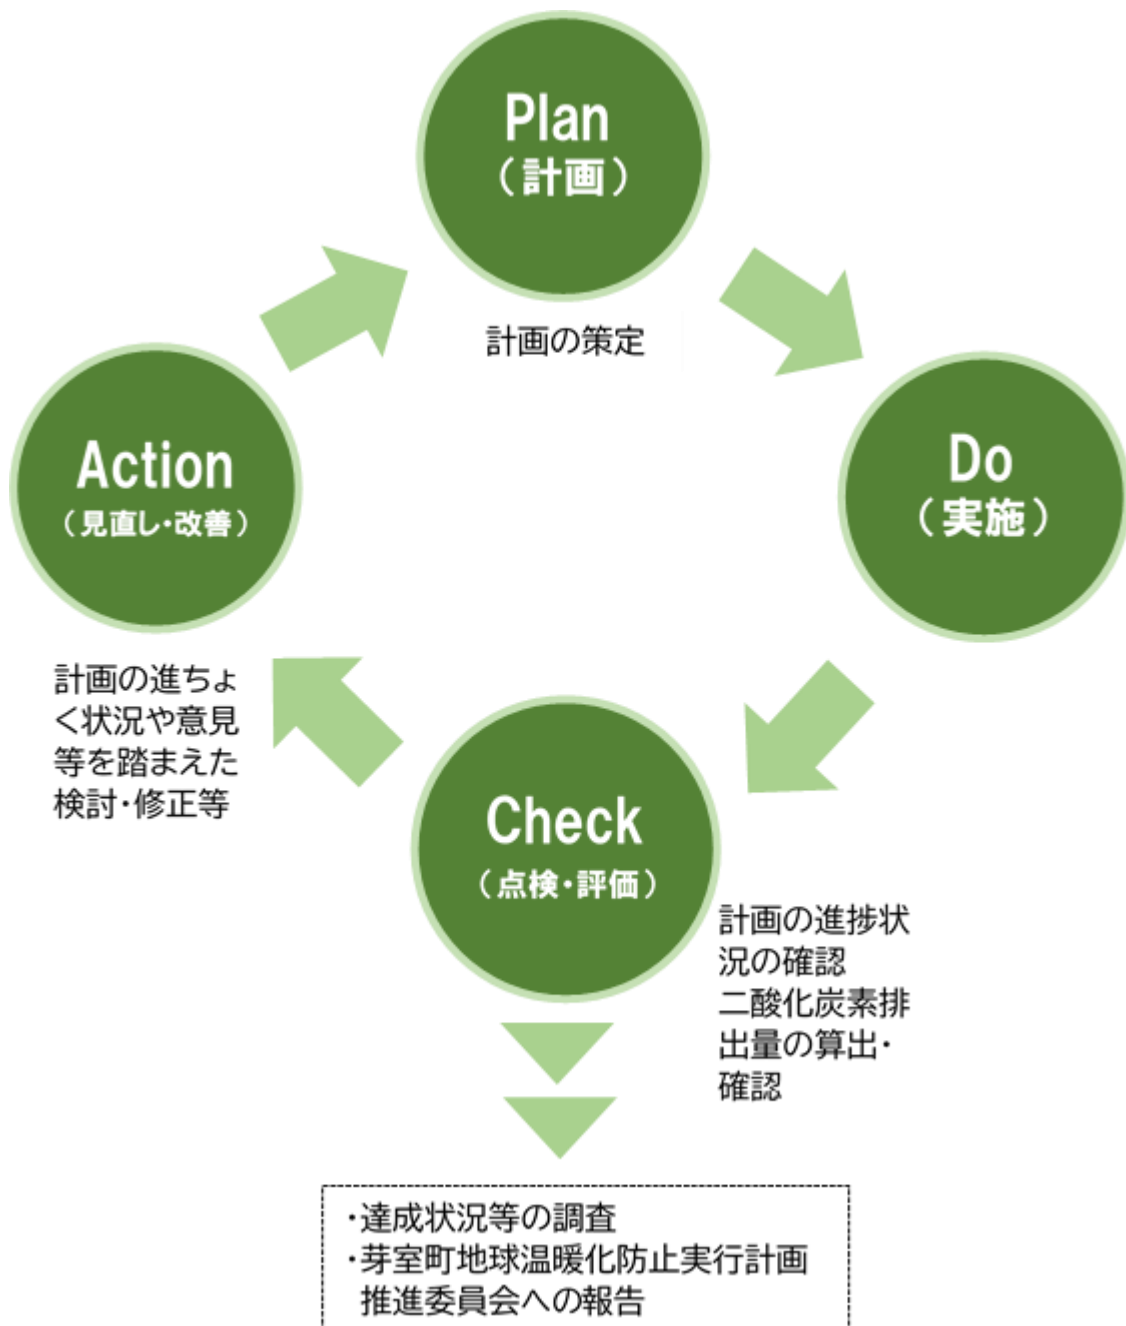 Plan
（計画）
計画の策定
Do
（実施）
Action
（見直し・改善）
計画の進ちょ
く状況や意見
等を踏まえた
検討・修正等
Check
（点検・評価）
計画の進捗状
況の確認
二酸化炭素排
出量の算出・
確認
・達成状況等の調査
・芽室町地球温暖化防止実行計画
推進委員会への報告